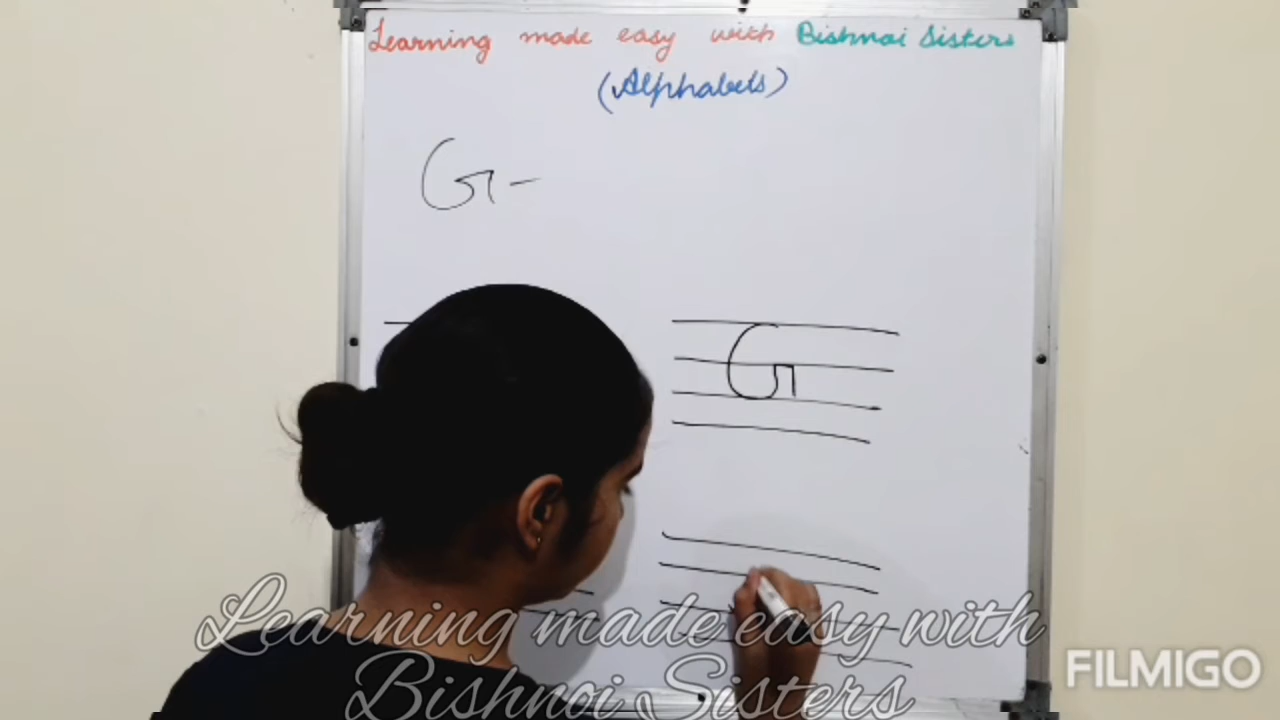 Learning made easy with Bishnoi Sisters
(Alphabets)
G -
G
Learning made easy with
Bishnoi Sisters
FILMIGO